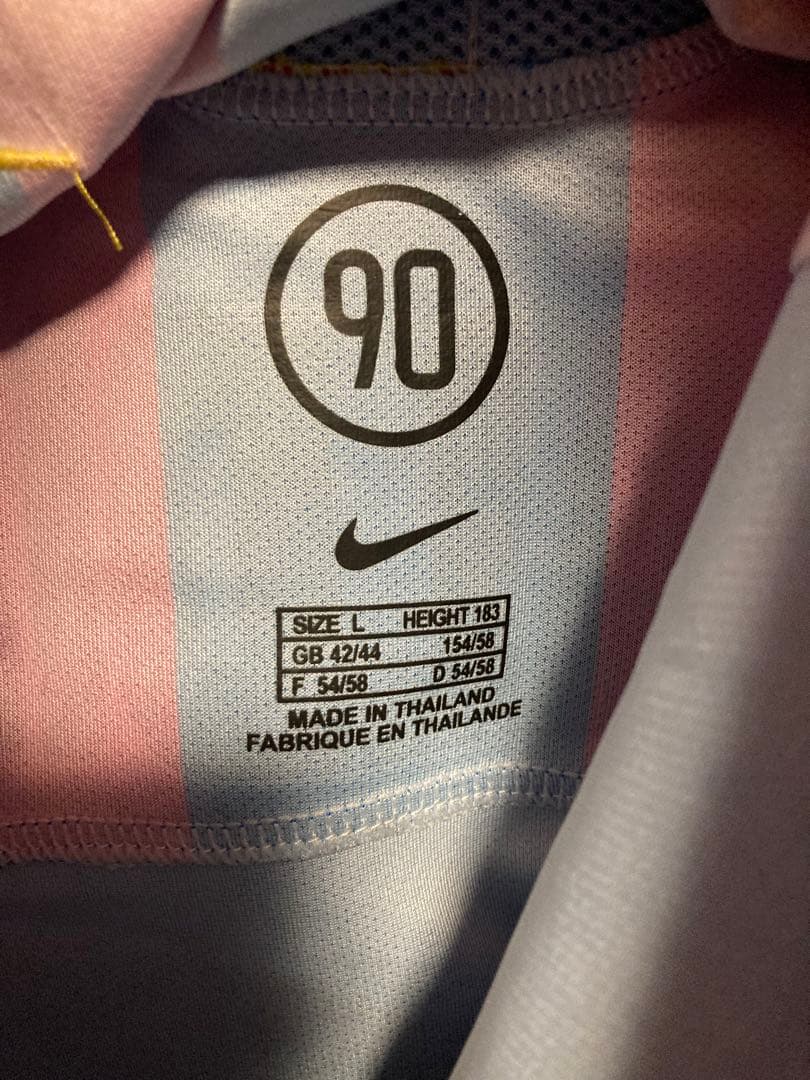 90
SIZE L HEIGHT 183
GB 42/44 154/58
F 54/58 D 54/58
MADE IN THAILAND
FABRIQUE EN THAILANDE